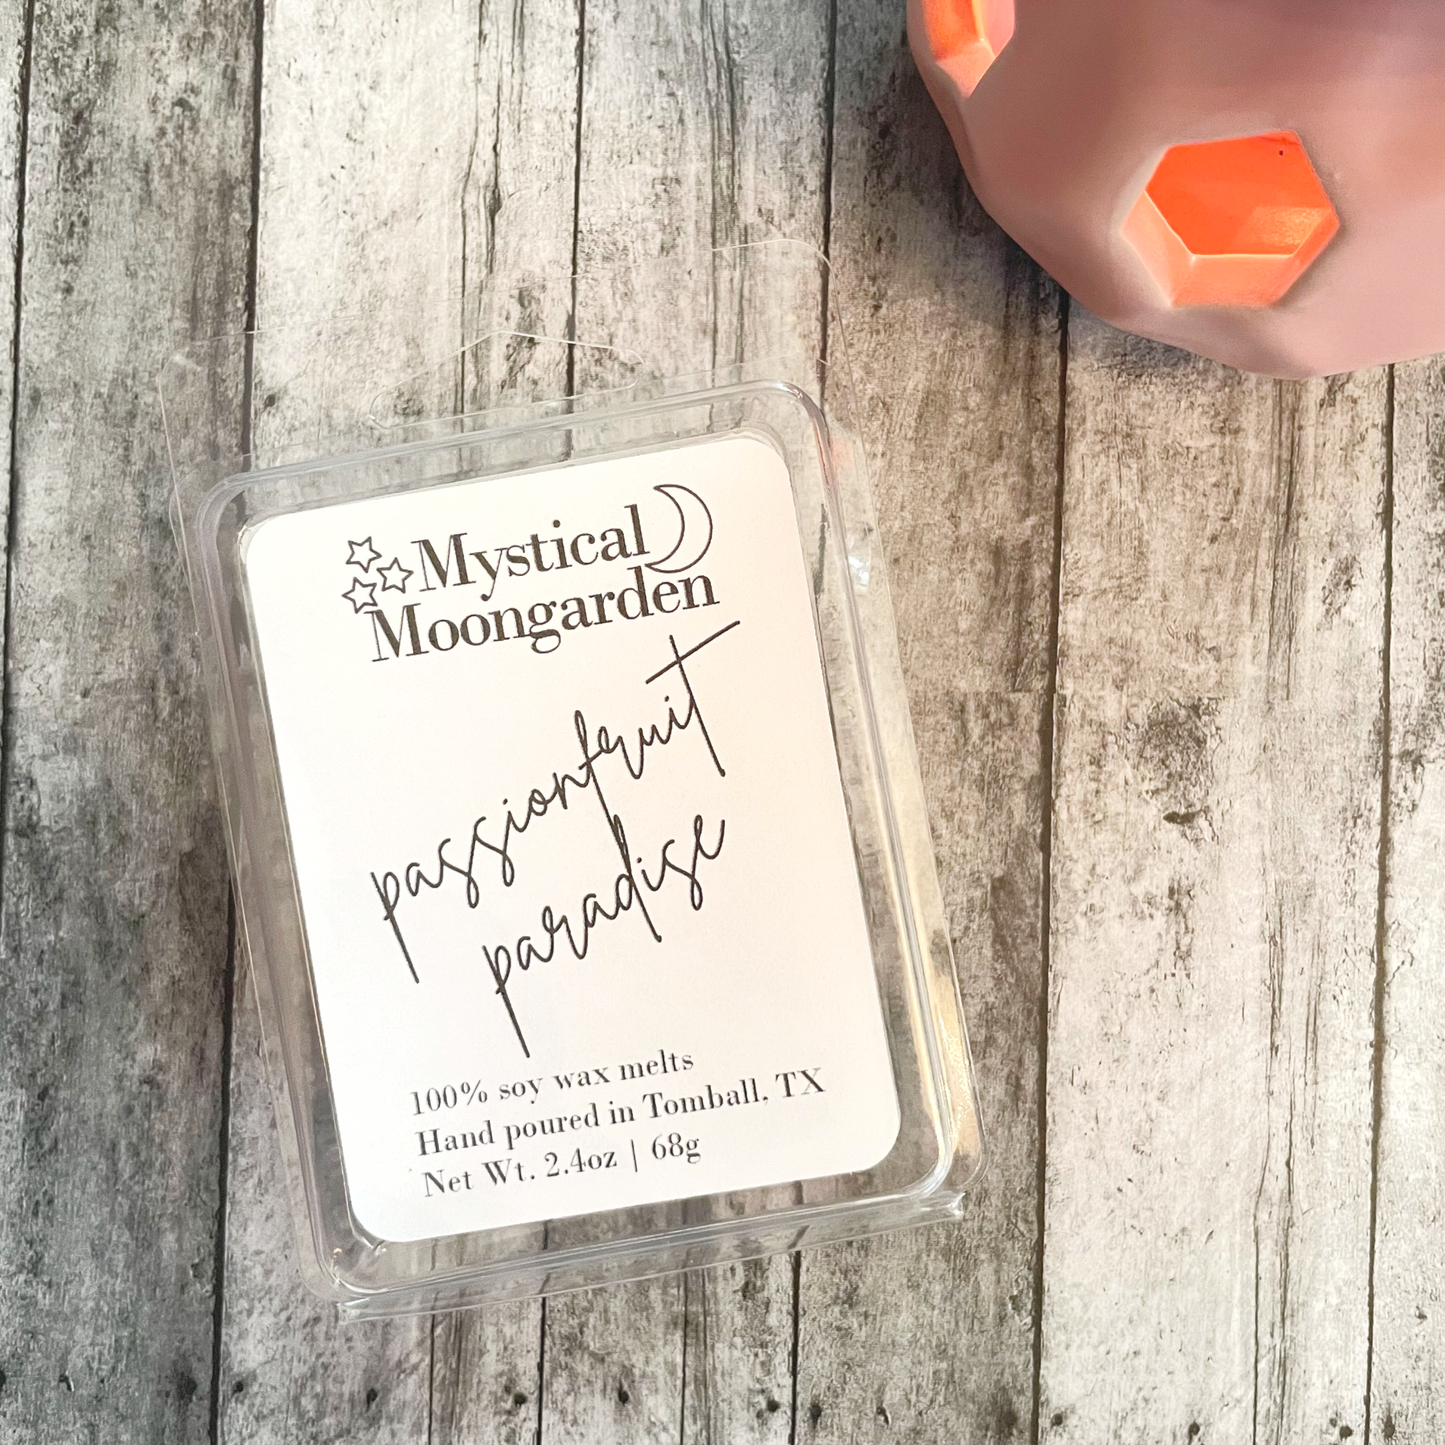 Mystical
Moongarden
passionfruit
paradise
100% soy wax melts
Hand poured in Tomball, TX
Net Wt. 2.4oz | 68g